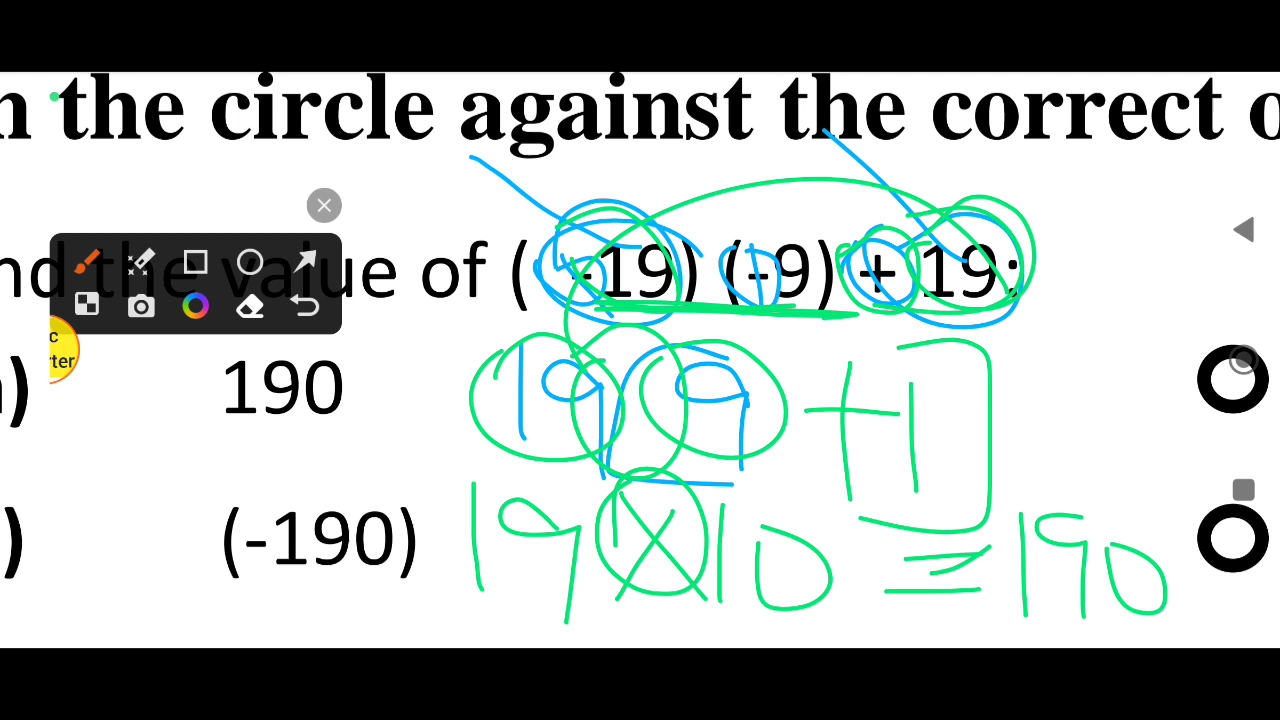 n the circle against the correct o
nd the value of (-19) (-9) + 19:
190
19[9+1]
(-190)
19×10=190
c
ter